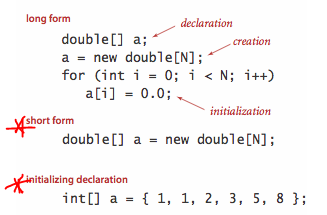 long form
declaration
double[] a;
creation
a = new double[N];
for (int i = 0; i < N; i++)
a[i] = 0.0;
initialization
short form
double[] a = new double[N];
initializing declaration
int[] a = { 1, 1, 2, 3, 5, 8 };